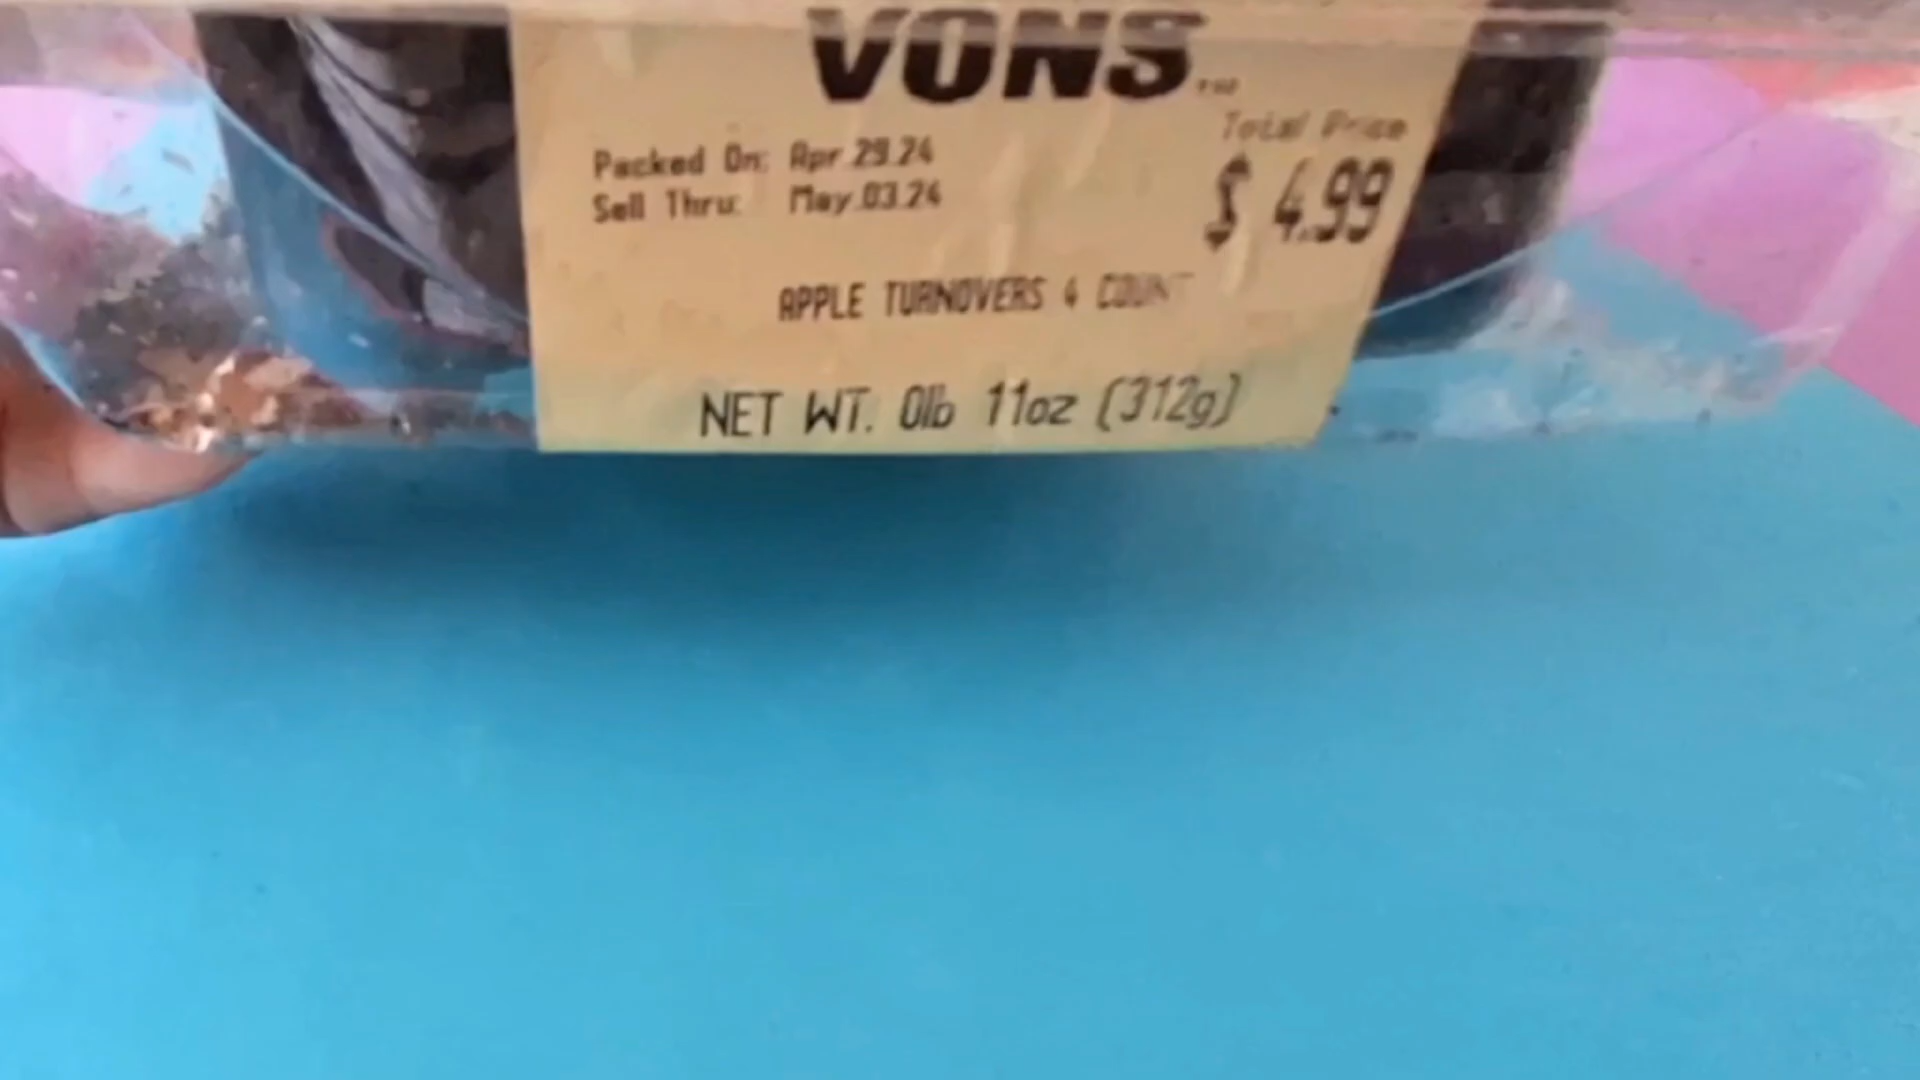 VONS
Total Price
Packed On: Apr.29.24
$ 4.99
Sell Thru: May.03.24
APPLE TURNOVERS 4 COUNT
NET WT. 0lb 11oz (312g)